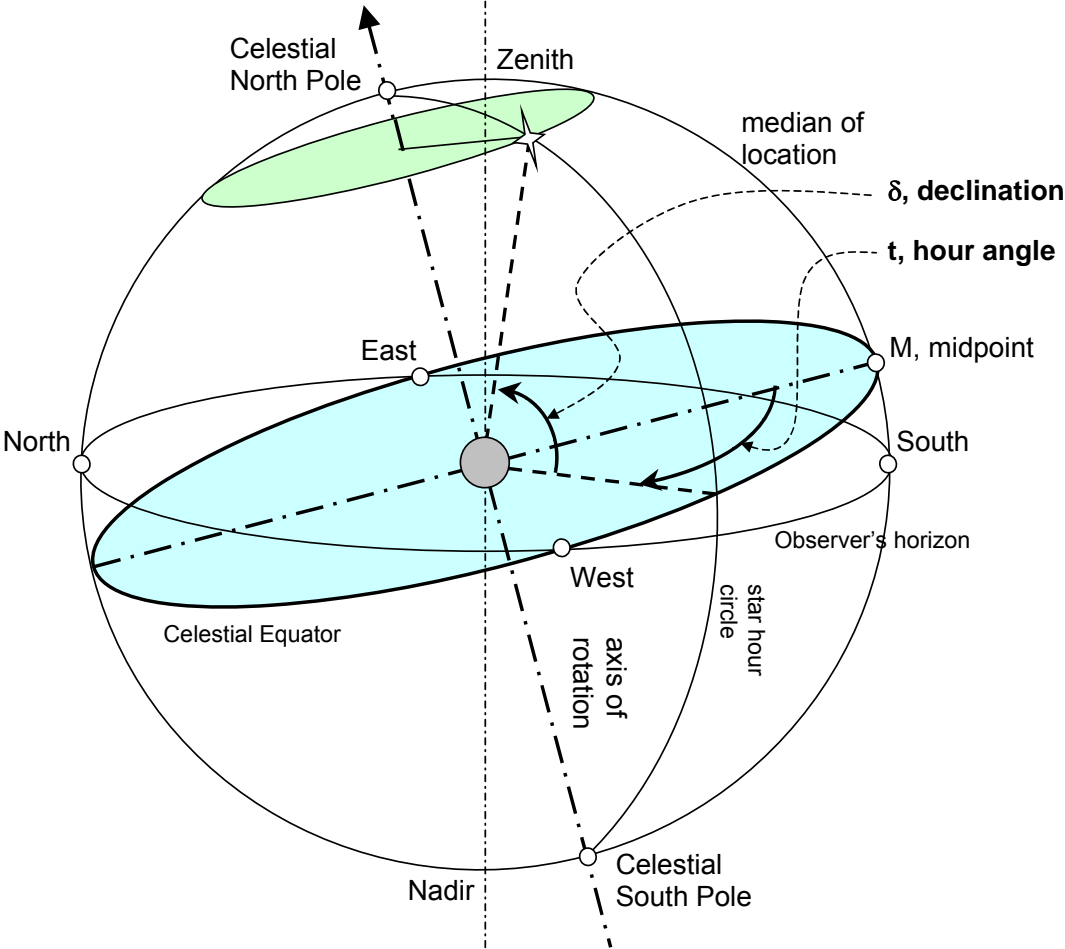 Celestial
North Pole
Zenith
median of
location
δ, declination
t, hour angle
East
M, midpoint
North
South
Observer's horizon
West
Celestial Equator
star hour
circle
axis of
rotation
Celestial
South Pole
Nadir